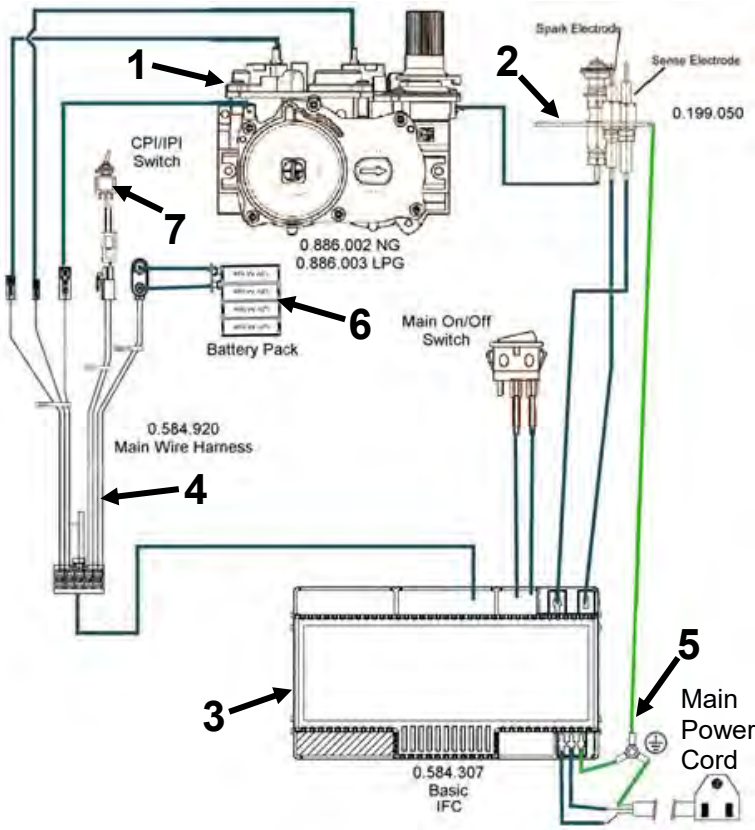 1
2
Spark Electrode
Sense Electrode
0.199.050
CPI/IPI
Switch
7
0.886.002 NG
0.886.003 LPG
6
Battery Pack
Main On/Off
Switch
0.584.920
Main Wire Harness
4
5
3
Main
Power
Cord
0.584.307
Basic
IFC